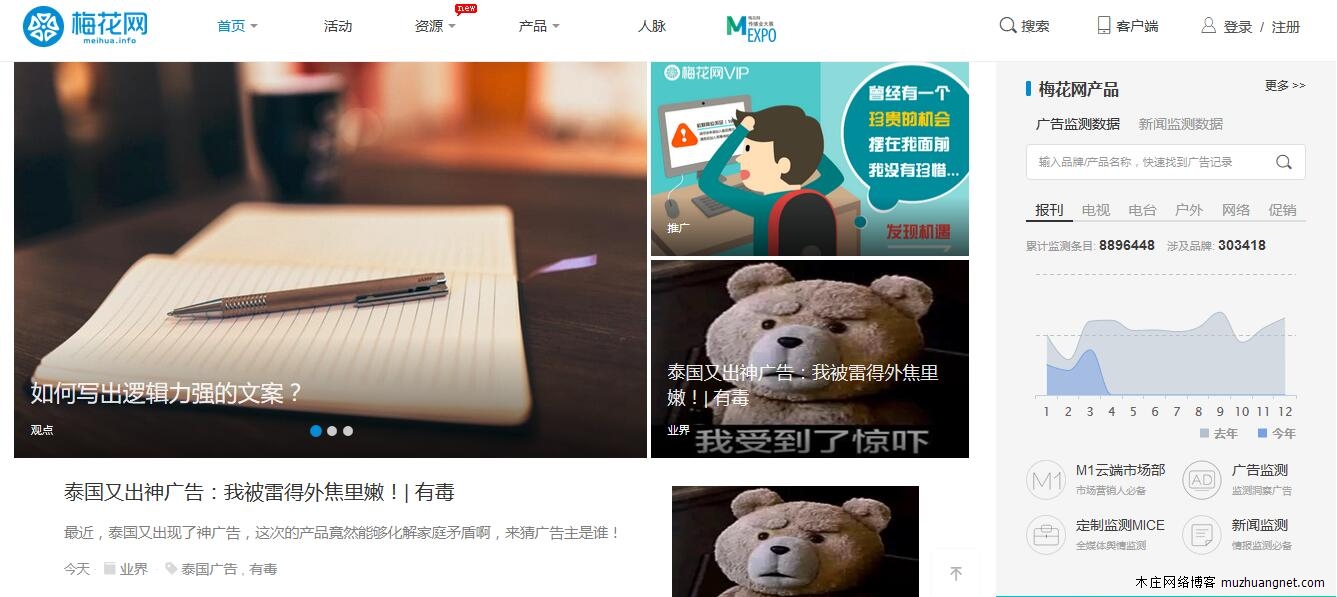 梅花网
meihua.info
首页
活动
资源
new
产品
人脉
梅花网
传播业大展
M EXPO
搜索
客户端
登录 / 注册
如何写出逻辑力强的文案？
观点
梅花网VIP
曾经有一个
珍贵的机会
摆在我面前
我没有珍惜...
发现机遇
推广
泰国又出神广告：我被雷得外焦里
嫩！| 有毒
业界
我受到了惊吓
泰国又出神广告：我被雷得外焦里嫩！| 有毒
最近，泰国又出现了神广告，这次的产品竟然能够化解家庭矛盾啊，来猜广告主是谁！
今天 业界 泰国广告 , 有毒
梅花网产品
更多 >>
广告监测数据 新闻监测数据
输入品牌/产品名称，快速找到广告记录
报刊 电视 电台 户外 网络 促销
累计监测条目: 8896448 涉及品牌: 303418
1 2 3 4 5 6 7 8 9 10 11 12
去年 今年
M1
M1云端市场部
市场营销人必备
AD
广告监测
监测洞察广告
定制监测MICE
全媒体舆情监测
新闻监测
情报监测必备
木庄网络博客 muzhuangnet.com